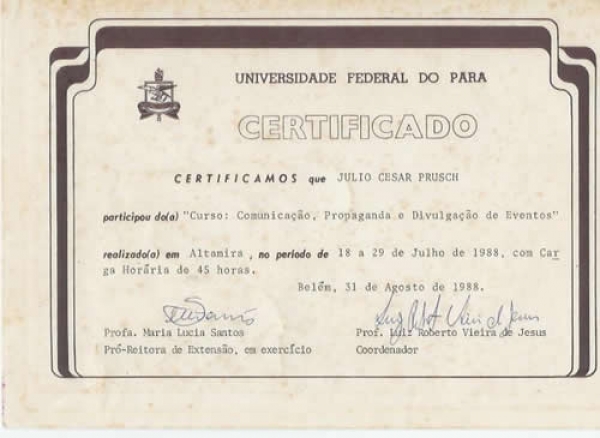 UNIVERSIDADE FEDERAL DO PARA
CERTIFICADO
CERTIFICAMOS que JULIO CESAR PRUSCH
participou do(a) "Curso: Comunicação, Propaganda e Divulgação de Eventos"
realizado(a) em Altamira, no período de 18 a 29 de Julho de 1988, com Car
ga Horária de 45 horas.
Belém, 31 de Agosto de 1988.
Profa. Maria Lucia Santos
Prof. Luiz Roberto Vieira de Jesus
Pró-Reitora de Extensão, em exercício
Coordenador